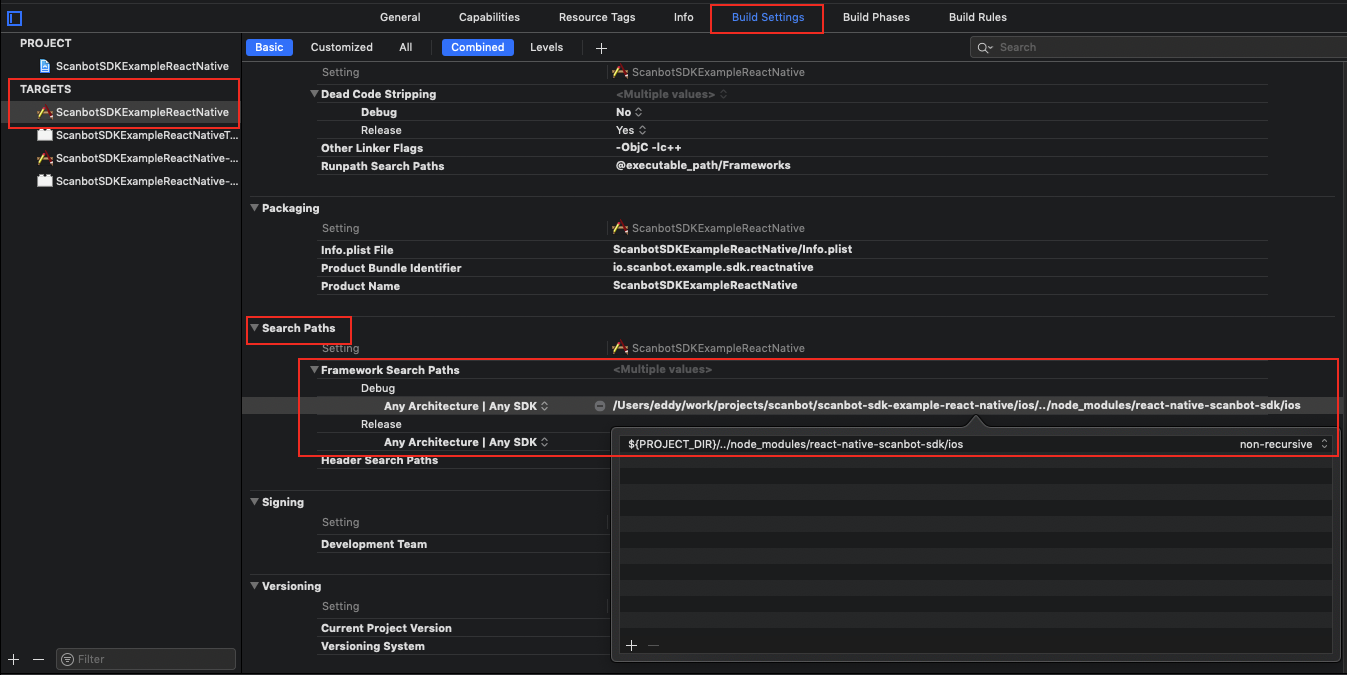 General Capabilities Resource Tags Info Build Settings Build Phases Build Rules
PROJECT
ScanbotSDKExampleReactNative
TARGETS
ScanbotSDKExampleReactNative
ScanbotSDKExampleReactNativeT...
ScanbotSDKExampleReactNative-...
ScanbotSDKExampleReactNative-...
Filter
Basic Customized All Combined Levels Search
Setting ScanbotSDKExampleReactNative
Dead Code Stripping <Multiple values>
Debug No
Release Yes
Other Linker Flags -ObjC -lc++
Runpath Search Paths @executable_path/Frameworks
Packaging
Setting ScanbotSDKExampleReactNative
Info.plist File ScanbotSDKExampleReactNative/Info.plist
Product Bundle Identifier io.scanbot.example.sdk.reactnative
Product Name ScanbotSDKExampleReactNative
Search Paths
Setting ScanbotSDKExampleReactNative
Framework Search Paths <Multiple values>
Debug
Any Architecture | Any SDK /Users/eddy/work/projects/scanbot/scanbot-sdk-example-react-native/ios/../node_modules/react-native-scanbot-sdk/ios
Release
Any Architecture | Any SDK ${PROJECT_DIR}/../node_modules/react-native-scanbot-sdk/ios non-recursive
Header Search Paths
Signing
Setting
Development Team
Versioning
Setting
Current Project Version
Versioning System